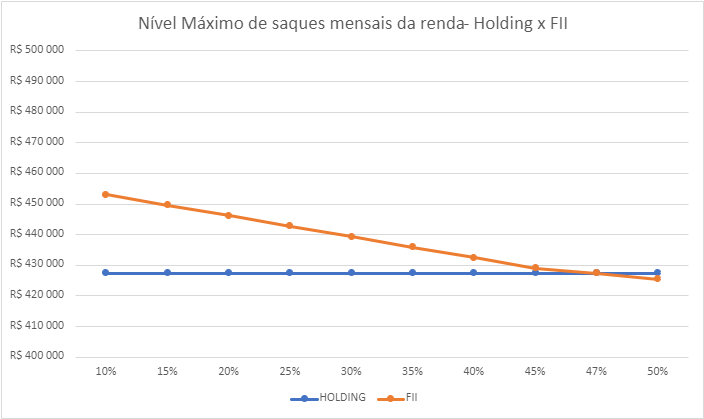 Nível Máximo de saques mensais da renda- Holding x FII
R$ 500 000
R$ 490 000
R$ 480 000
R$ 470 000
R$ 460 000
R$ 450 000
R$ 440 000
R$ 430 000
R$ 420 000
R$ 410 000
R$ 400 000
10% 15% 20% 25% 30% 35% 40% 45% 47% 50%
HOLDING FII